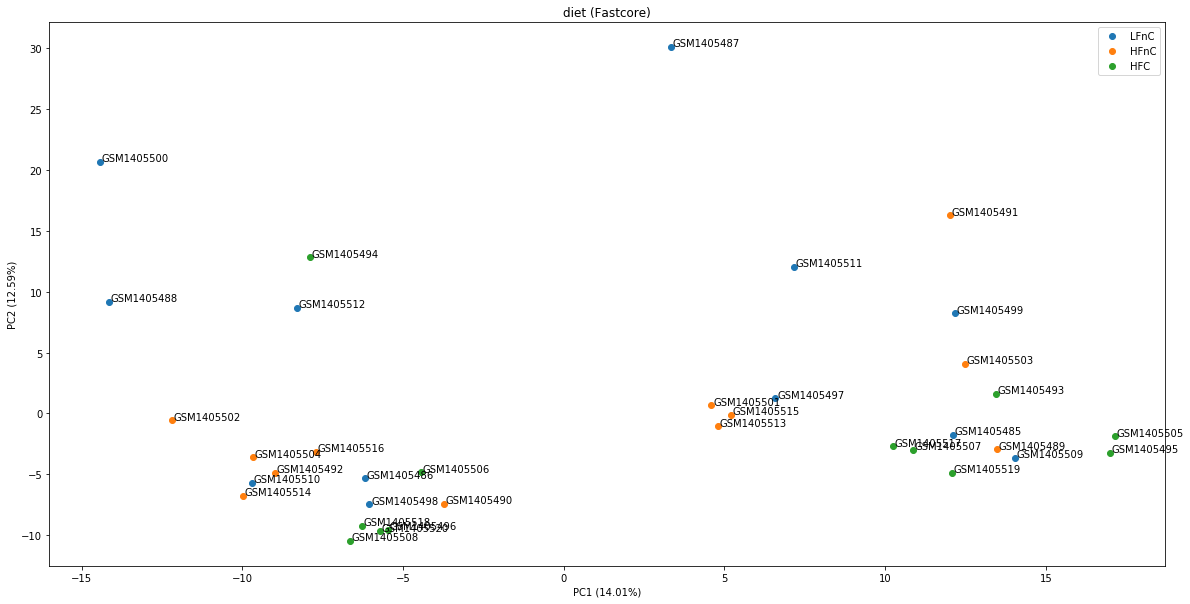 diet (Fastcore)
LFnC
HFnC
HFC
PC2 (12.59%)
30
25
20
15
10
5
0
−5
−10
GSM1405487
GSM1405500
GSM1405491
GSM1405494
GSM1405511
GSM1405488
GSM1405512
GSM1405499
GSM1405503
GSM1405493
GSM1405497
GSM1405501
GSM1405515
GSM1405502
GSM1405513
GSM1405485
GSM1405505
GSM1405517
GSM1405507
GSM1405489
GSM1405495
GSM1405516
GSM1405504
GSM1405509
GSM1405492
GSM1405506
GSM1405519
GSM1405486
GSM1405510
GSM1405514
GSM1405498
GSM1405490
GSM1405518
GSM1405496
GSM1405520
GSM1405508
−15
−10
−5
0
5
10
15
PC1 (14.01%)